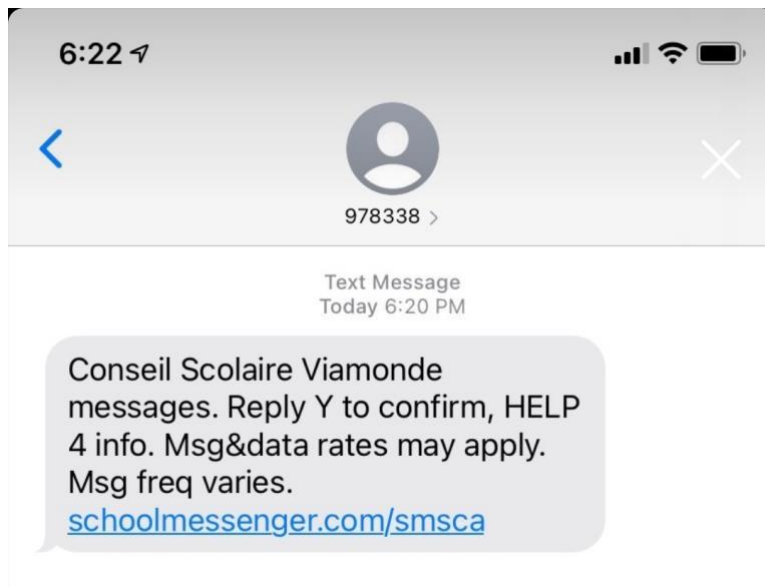 6:22
978338 >
Text Message
Today 6:20 PM
Conseil Scolaire Viamonde
messages. Reply Y to confirm, HELP
4 info. Msg&data rates may apply.
Msg freq varies.
schoolmessenger.com/smsca